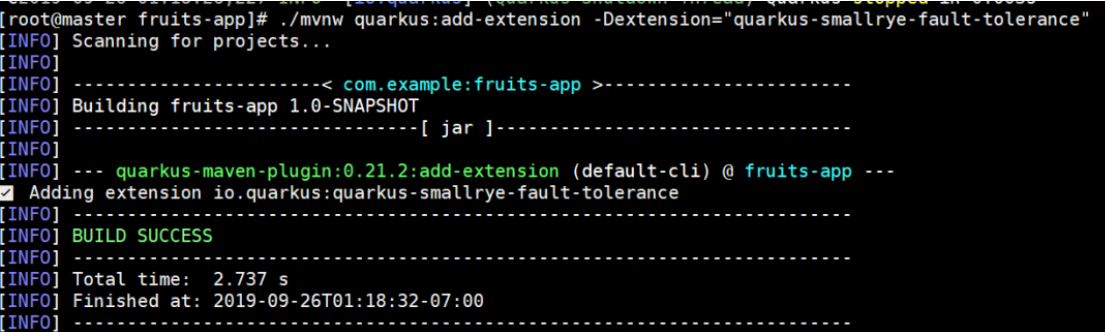 [root@master fruits-app]# ./mvnw quarkus:add-extension -Dextension="quarkus-smallrye-fault-tolerance"
[INFO] Scanning for projects...
[INFO]
[INFO] ----------------------< com.example:fruits-app >-----------------------
[INFO] Building fruits-app 1.0-SNAPSHOT
[INFO] --------------------------------[ jar ]---------------------------------
[INFO]
[INFO] --- quarkus-maven-plugin:0.21.2:add-extension (default-cli) @ fruits-app ---
✓ Adding extension io.quarkus:quarkus-smallrye-fault-tolerance
[INFO] ------------------------------------------------------------------------
[INFO] BUILD SUCCESS
[INFO] ------------------------------------------------------------------------
[INFO] Total time:  2.737 s
[INFO] Finished at: 2019-09-26T01:18:32-07:00
[INFO] ------------------------------------------------------------------------